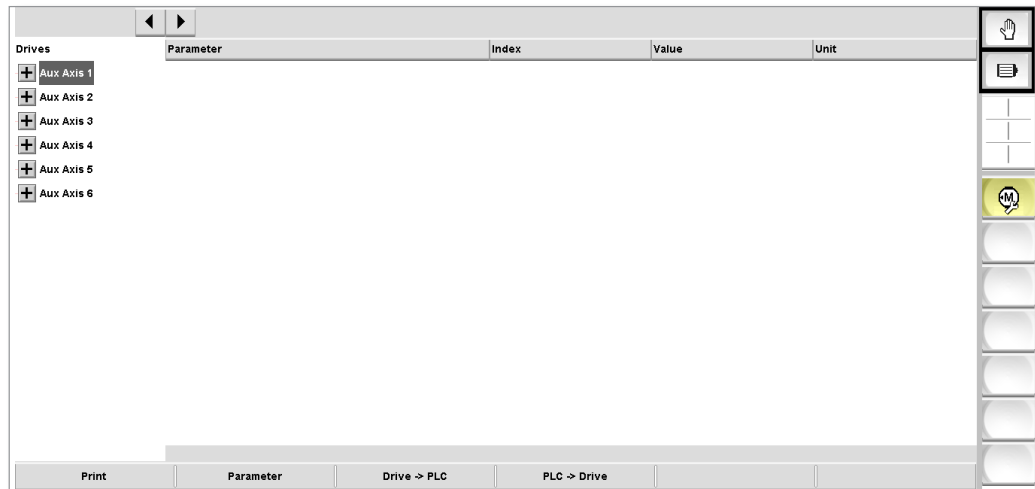 Drives Parameter Index Value Unit
Aux Axis 1
Aux Axis 2
Aux Axis 3
Aux Axis 4
Aux Axis 5
Aux Axis 6
M
Print Parameter Drive -> PLC PLC -> Drive